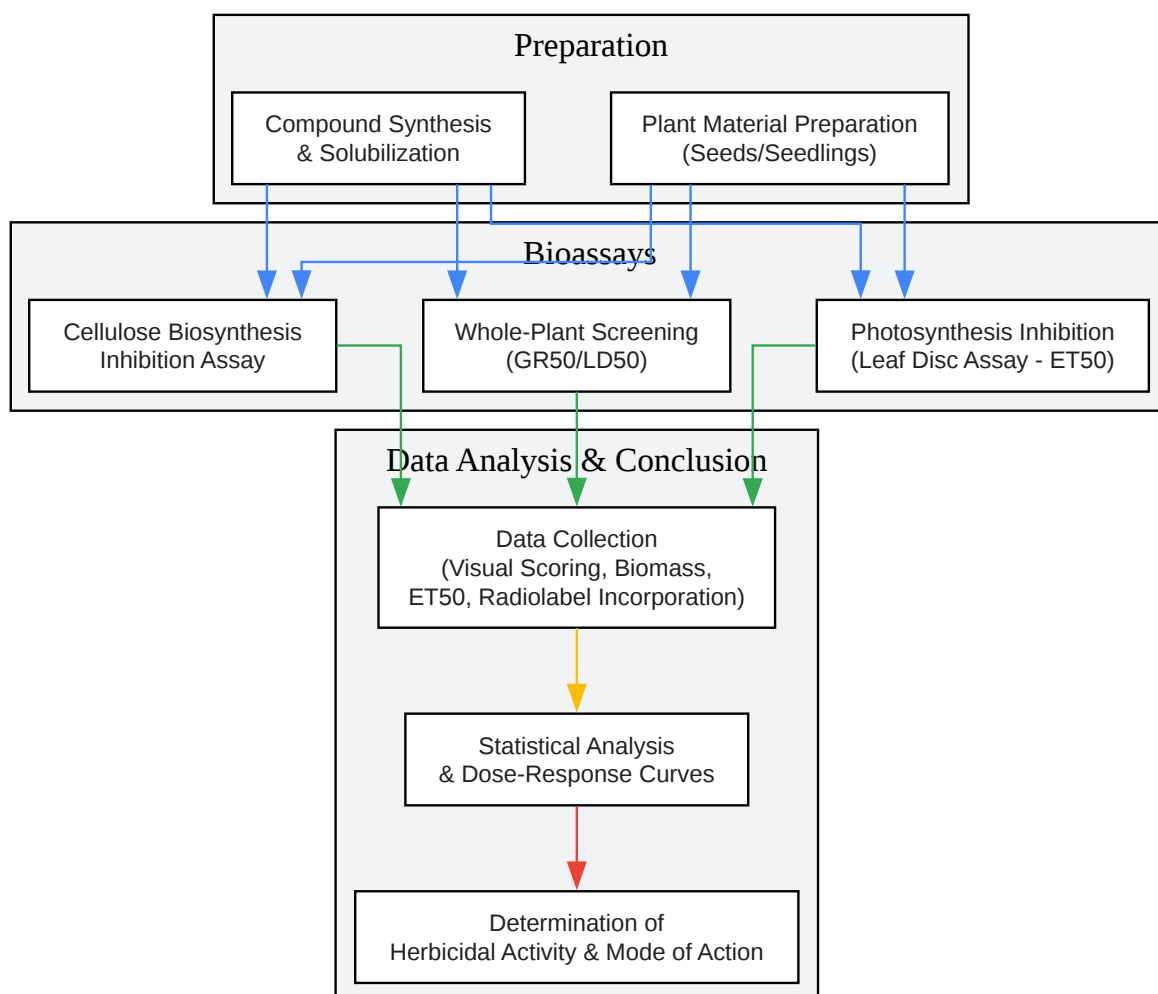 Preparation
Compound Synthesis
& Solubilization
Plant Material Preparation
(Seeds/Seedlings)
Bioassays
Cellulose Biosynthesis
Inhibition Assay
Whole-Plant Screening
(GR50/LD50)
Photosynthesis Inhibition
(Leaf Disc Assay - ET50)
Data Analysis & Conclusion
Data Collection
(Visual Scoring, Biomass,
ET50, Radiolabel Incorporation)
Statistical Analysis
& Dose-Response Curves
Determination of
Herbicidal Activity & Mode of Action